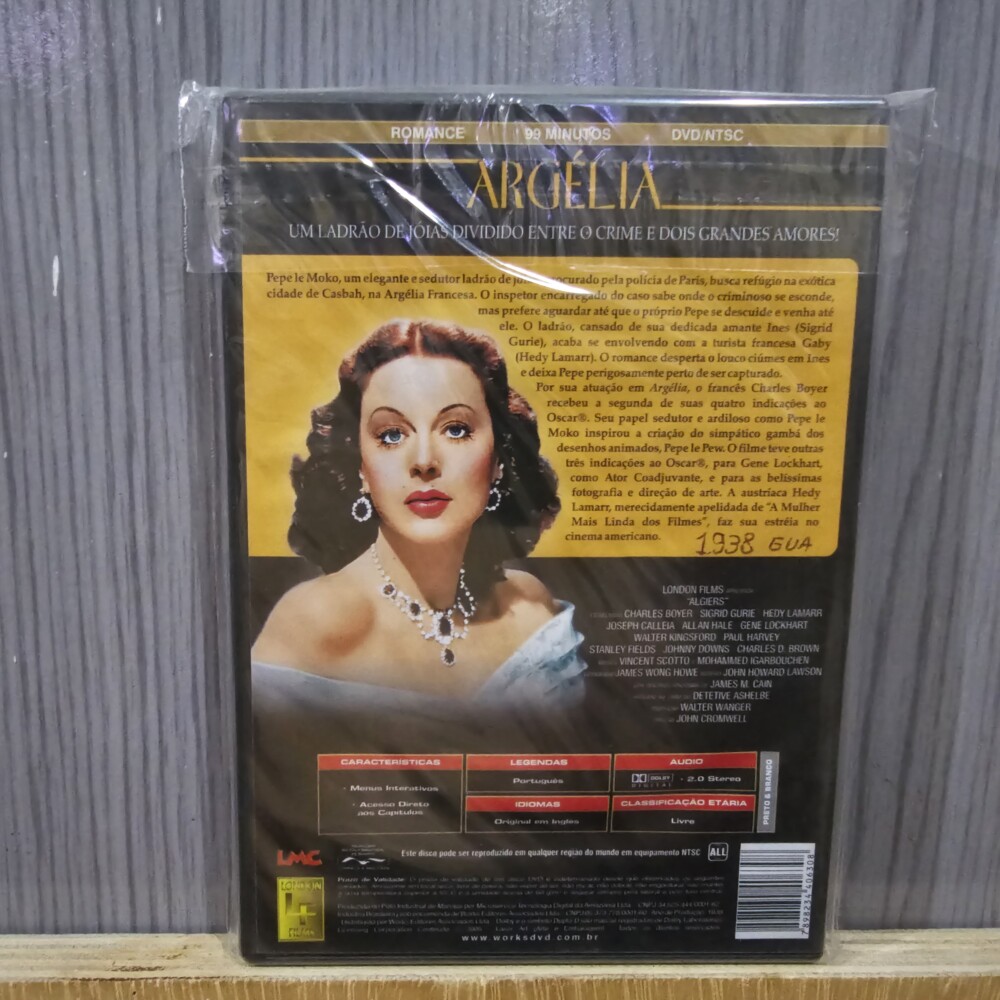 ROMANCE 99 MINUTOS DVD/NTSC
ARGÉLIA
UM LADRÃO DE JÓIAS DIVIDIDO ENTRE O CRIME E DOIS GRANDES AMORES!
Pepe le Moko, um elegante e sedutor ladrão de procurado pela polícia de Paris, busca refúgio na exótica
cidade de Casbah, na Argélia Francesa. O inspetor encarregado do caso sabe onde o criminoso se esconde,
mas prefere aguardar até que o próprio Pepe se descuide e venha até
ele. O ladrão, cansado de sua dedicada amante Ines (Sigrid
Gurie), acaba se envolvendo com a turista francesa Gaby
(Hedy Lamarr). O romance desperta o louco ciúmes em Ines
e deixa Pepe perigosamente perto de ser capturado.
Por sua atuação em Argélia, o francês Charles Boyer
recebeu a segunda de suas quatro indicações ao
Oscar®. Seu papel sedutor e ardiloso como Pepe le
Moko inspirou a criação do simpático gambá dos
desenhos animados, Pepe le Pew. O filme teve outras
três indicações ao Oscar®, para Gene Lockhart,
como Ator Coadjuvante, e para as belíssimas
fotografia e direção de arte. A austríaca Hedy
Lamarr, merecidamente apelidada de "A Mulher
Mais Linda dos Filmes", faz sua estréia no
cinema americano.
1938 EUA
LONDON FILMS
"ALGIERS"
CHARLES BOYER SIGRID GURIE HEDY LAMARR
JOSEPH CALLEIA ALLAN HALE GENE LOCKHART
WALTER KINGSFORD PAUL HARVEY
STANLEY FIELDS JOHNNY DOWNS CHARLES D. BROWN
VINCENT SCOTTO - MOHAMMED IGARBOUCHEN
JAMES WONG HOWE JOHN HOWARD LAWSON
JAMES M. CAIN
DETETIVE ASHELBE
WALTER WANGER
JOHN CROMWELL
CARACTERÍSTICAS
· Menus Interativos
· Acesso Direto
aos Capítulos
LEGENDAS
Português
IDIOMAS
Original em Inglês
AUDIO
DOLBY DIGITAL · 2.0 Stereo
CLASSIFICAÇÃO ETÁRIA
Livre
PRETO & BRANCO
LMC
Este disco pode ser reproduzido em qualquer região do mundo em equipamento NTSC ALL
LONDON
LF
FILMS
Prazo de Validade:
www.worksdvd.com.br
7898234496308